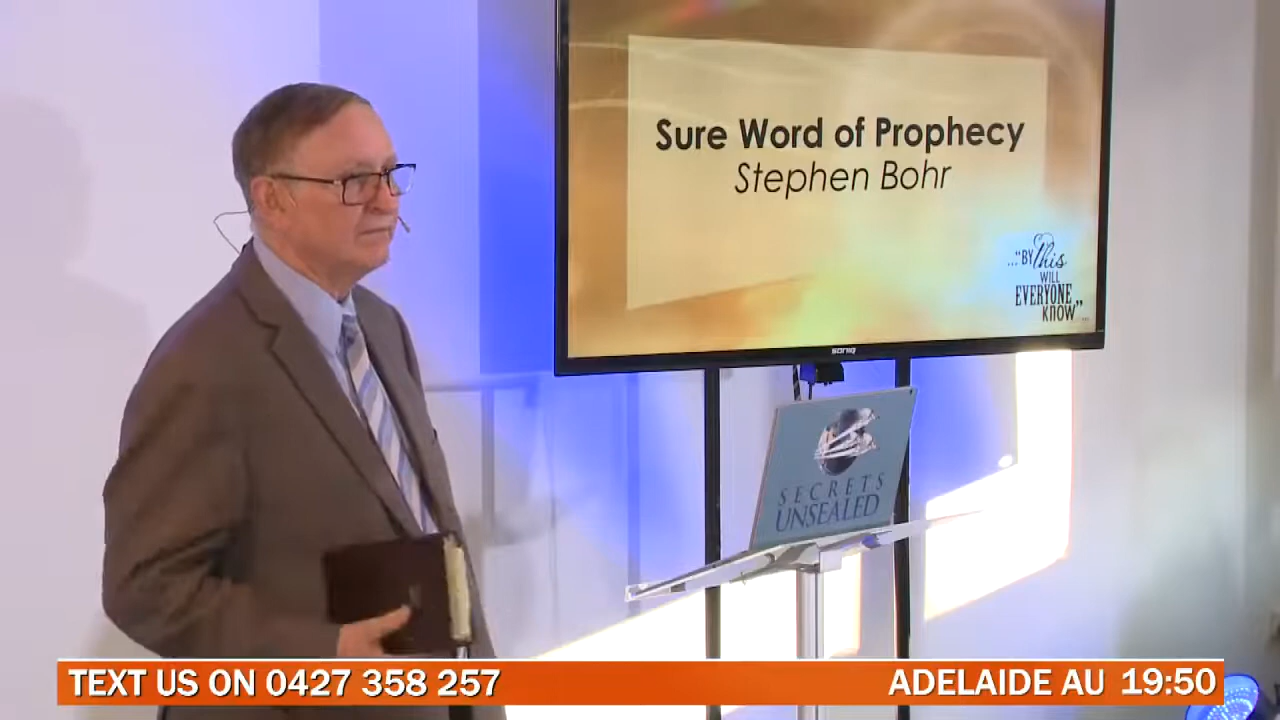 Sure Word of Prophecy
Stephen Bohr
..."BY this
WILL
EVERYONE
KNOW"
soniq
SECRETS
UNSEALED
TEXT US ON 0427 358 257
ADELAIDE AU 19:50